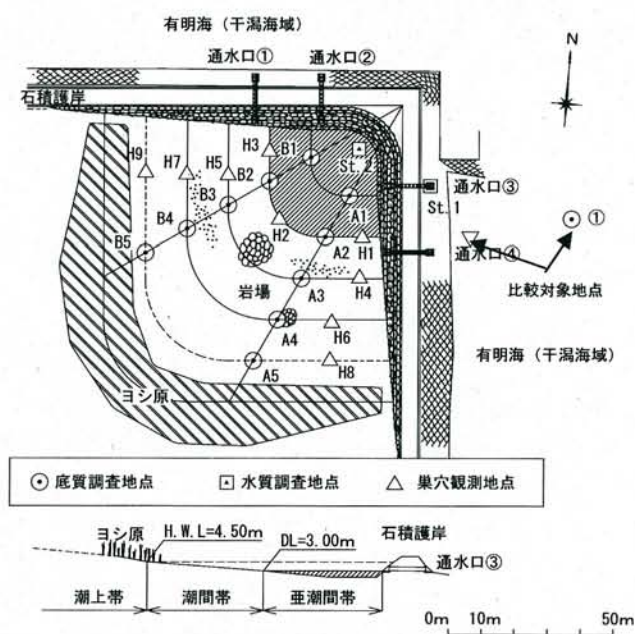 有明海（干潟海域）
通水口① 通水口②
N
石積護岸
H9 H7 H5 H3 B1 St.2
B2
通水口③
B3 A1 St.1
B4 H2 A2 H1 ①
B5 通水口④
岩場 A3 H4 比較対象地点
A4 H6
有明海（干潟海域）
A5 H8
ヨシ原
底質調査地点 水質調査地点 巣穴観測地点
ヨシ原 H.W.L=4.50m 石積護岸
DL=3.00m 通水口③
潮上帯 潮間帯 亜潮間帯
0m 10m 50m